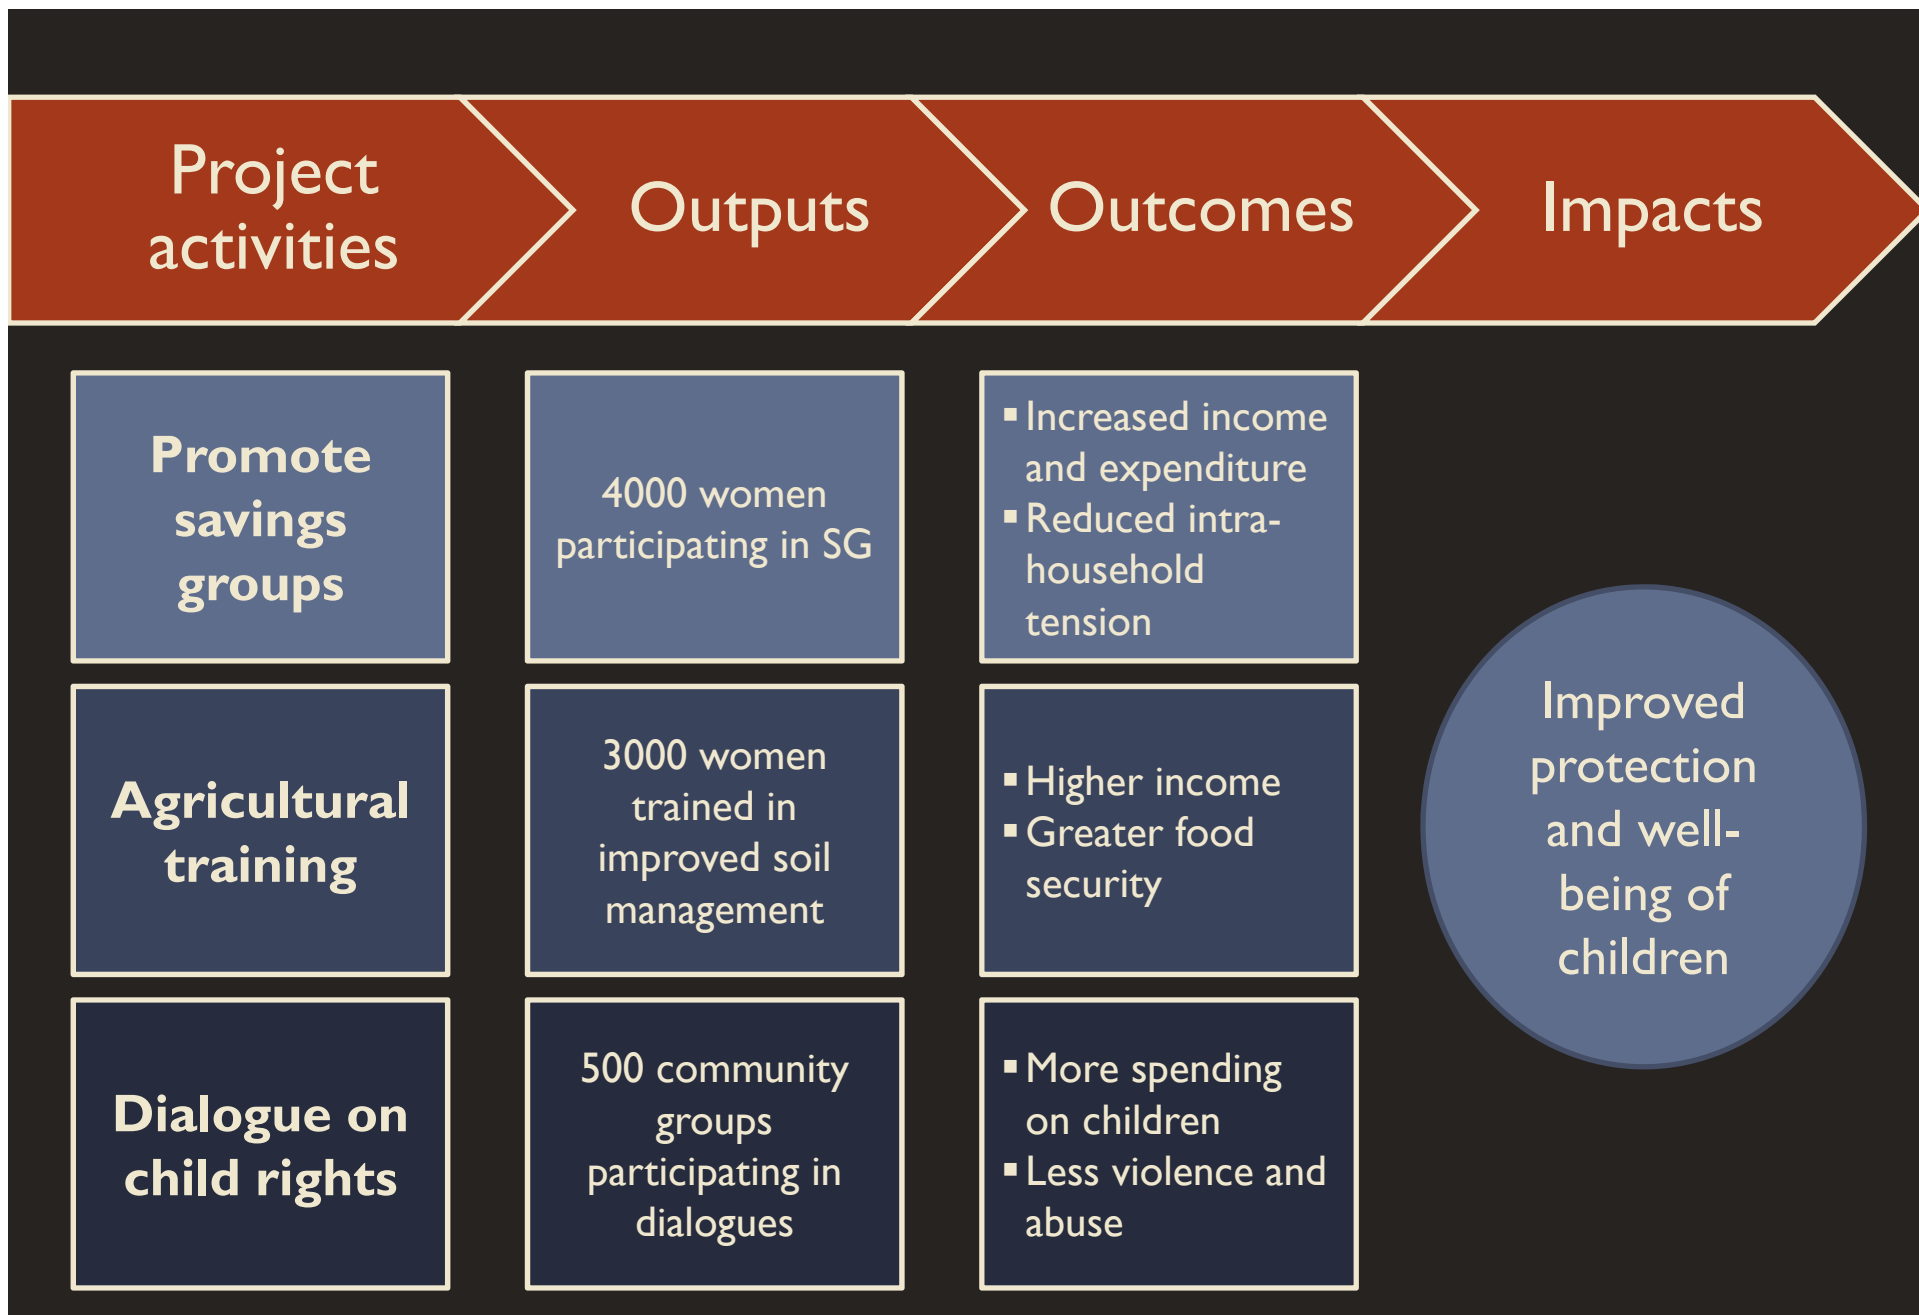 Project
activities
Outputs
Outcomes
Impacts
Promote
savings
groups
4000 women
participating in SG
▪ Increased income
and expenditure
▪ Reduced intra-
household
tension
Agricultural
training
3000 women
trained in
improved soil
management
▪ Higher income
▪ Greater food
security
Dialogue on
child rights
500 community
groups
participating in
dialogues
▪ More spending
on children
▪ Less violence and
abuse
Improved
protection
and well-
being of
children